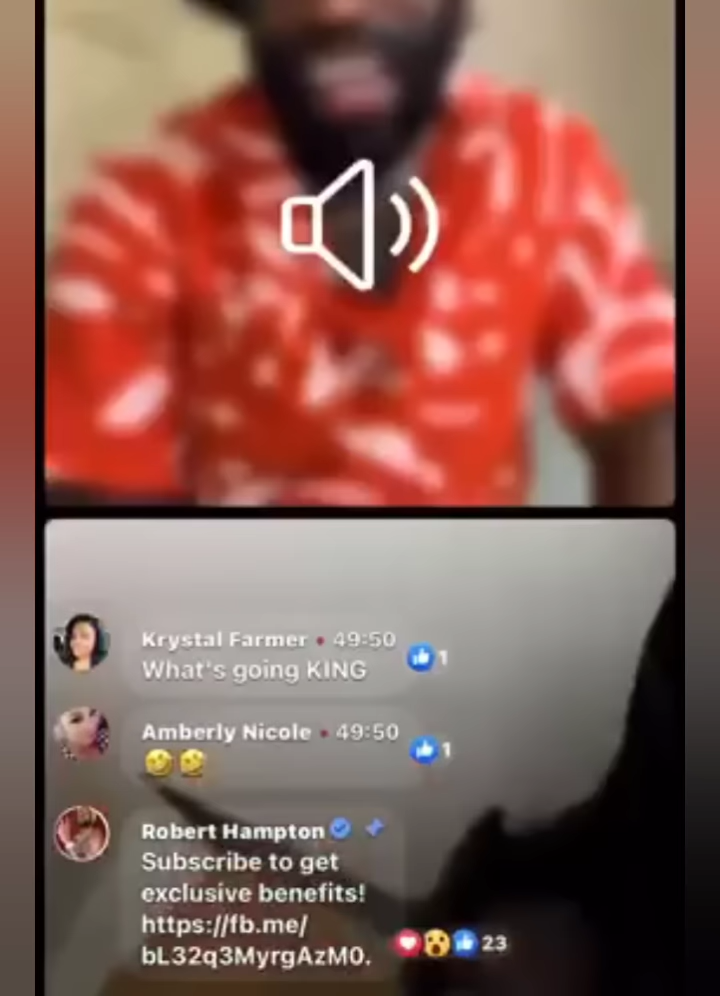 Krystal Farmer • 49:50
What's going KING
1
Amberly Nicole • 49:50
🤣🤣
1
Robert Hampton
Subscribe to get
exclusive benefits!
https://fb.me/
bL32q3MyrgAzM0.
23